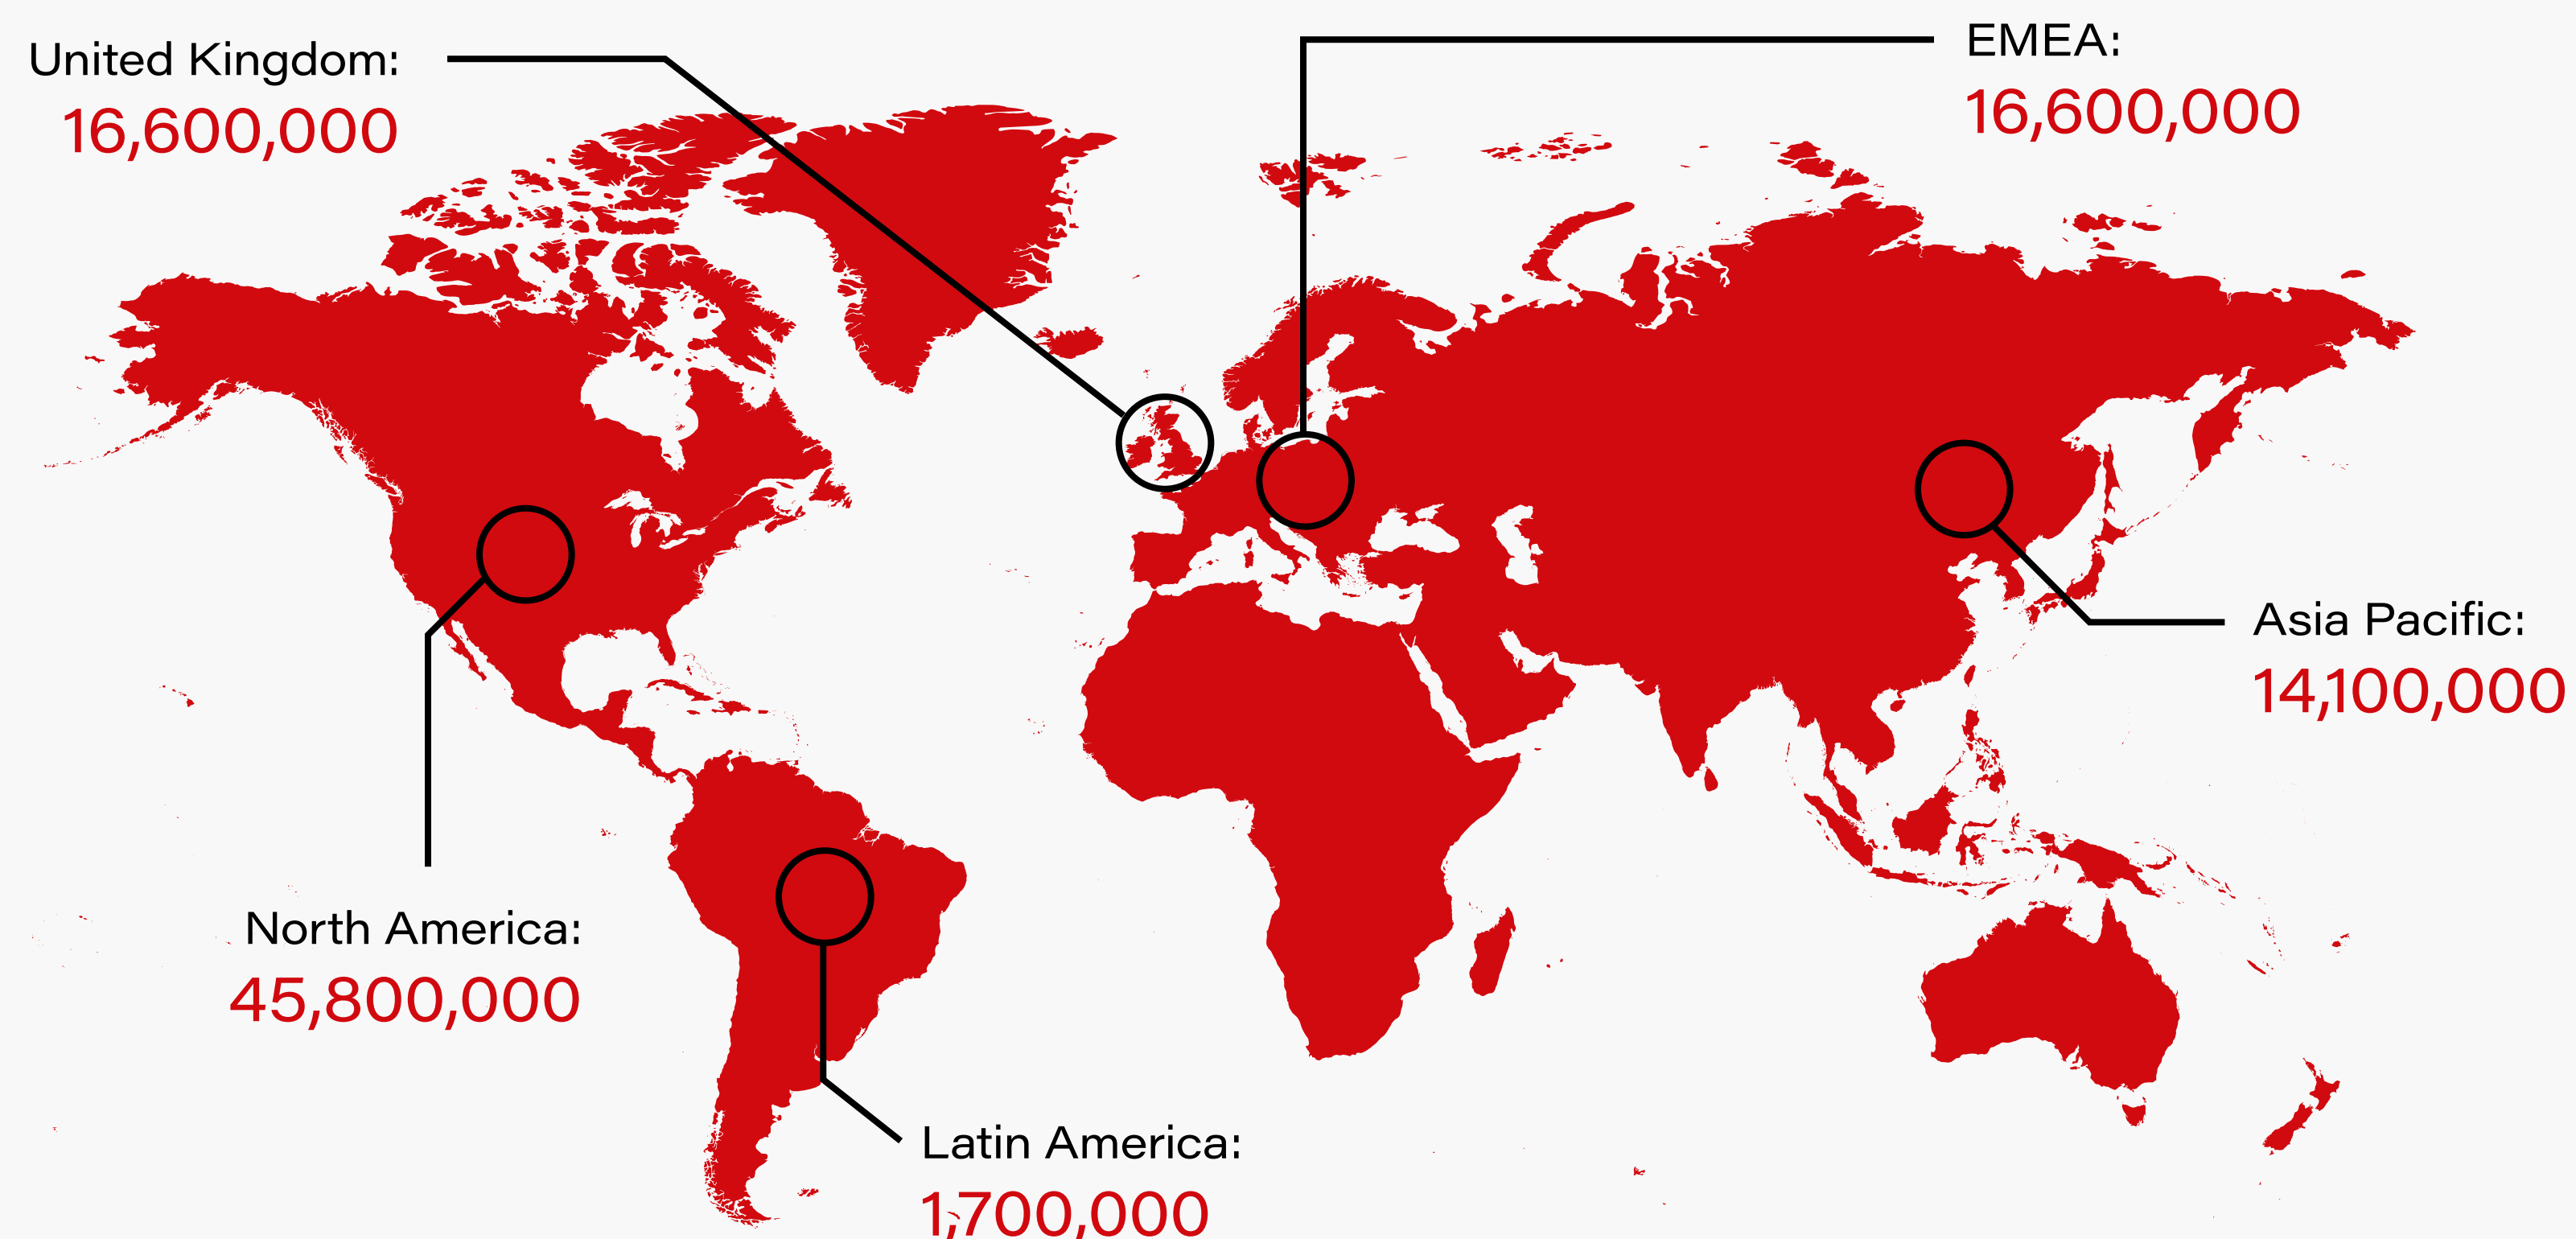 United Kingdom:
16,600,000
EMEA:
16,600,000
Asia Pacific:
14,100,000
North America:
45,800,000
Latin America:
1,700,000